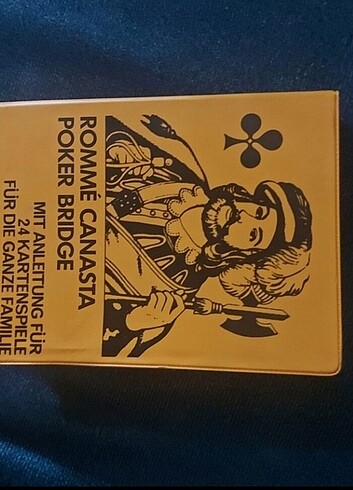 ROMMÉ CANASTA
POKER BRIDGE
MIT ANLEITUNG FÜR
24 KARTENSPIELE
FÜR DIE GANZE FAMILIE